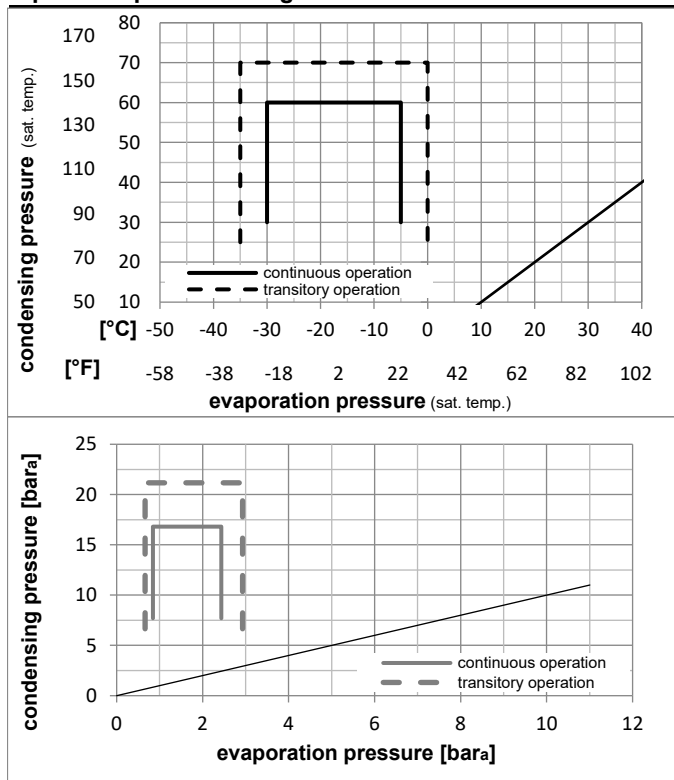 170 80
150 70
130 60
50
110 40
90 30
70 20
50 10
condensing pressure (sat. temp.)
continuous operation
transitory operation
[°C] -50 -40 -30 -20 -10 0 10 20 30 40
[°F] -58 -38 -18 2 22 42 62 82 102
evaporation pressure (sat. temp.)
condensing pressure [bara]
25
20
15
10
5
0
continuous operation
transitory operation
0 2 4 6 8 10 12
evaporation pressure [bara]